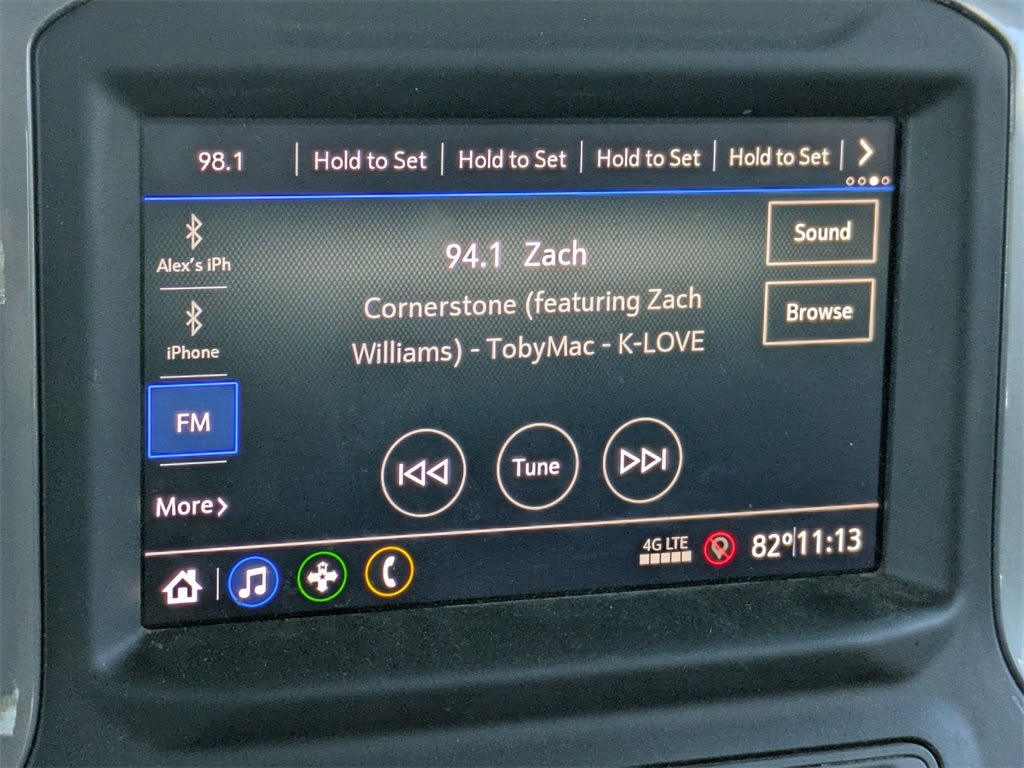 98.1 Hold to Set Hold to Set Hold to Set Hold to Set
Alex's iPh
iPhone
FM
More
94.1 Zach
Cornerstone (featuring Zach
Williams) - TobyMac - K-LOVE
Sound
Browse
Tune
4G LTE
82º 11:13